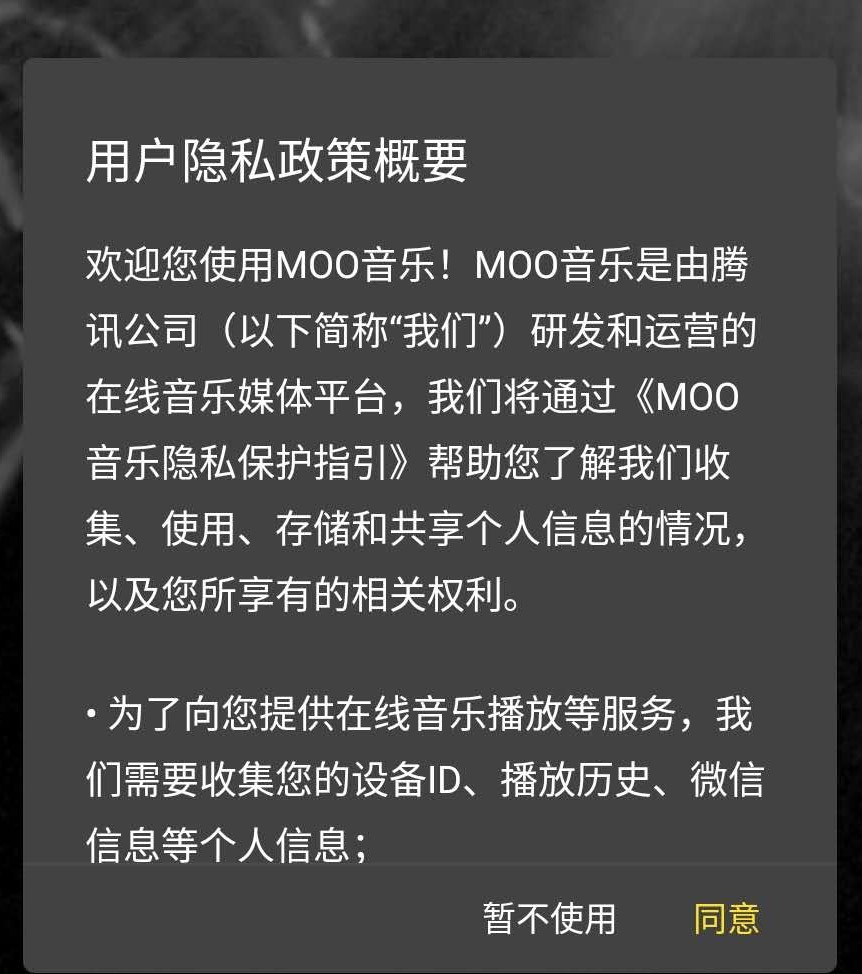 用户隐私政策概要
欢迎您使用MOO音乐！MOO音乐是由腾
讯公司（以下简称“我们”）研发和运营的
在线音乐媒体平台，我们将通过《MOO
音乐隐私保护指引》帮助您了解我们收
集、使用、存储和共享个人信息的情况，
以及您所享有的相关权利。
• 为了向您提供在线音乐播放等服务，我
们需要收集您的设备ID、播放历史、微信
信息等个人信息；
暂不使用 同意